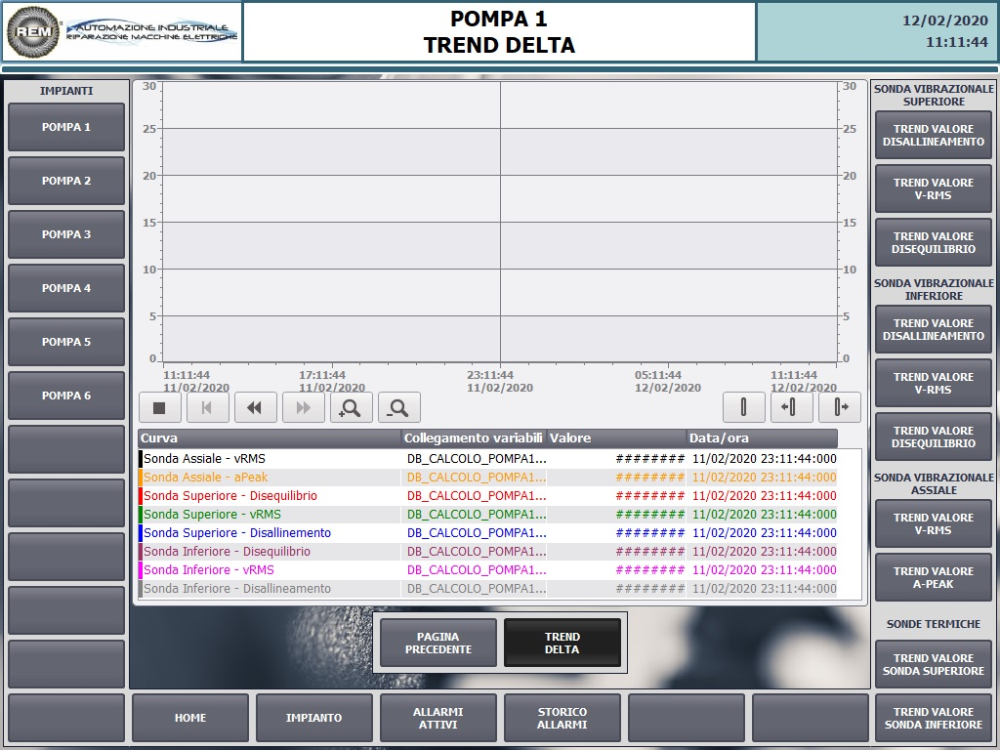 REM
AUTOMAZIONE INDUSTRIALE
RIPARAZIONE MACCHINE ELETTRICHE
POMPA 1
TREND DELTA
12/02/2020
11:11:44
IMPIANTI
POMPA 1
POMPA 2
POMPA 3
POMPA 4
POMPA 5
POMPA 6
30
25
20
15
10
5
0
30
25
20
15
10
5
0
11:11:44
11/02/2020
17:11:44
11/02/2020
23:11:44
11/02/2020
05:11:44
12/02/2020
11:11:44
12/02/2020
Curva Collegamento variabili Valore Data/ora
Sonda Assiale - vRMS DB_CALCOLO_POMPA1... ######## 11/02/2020 23:11:44:000
Sonda Assiale - aPeak DB_CALCOLO_POMPA1... ######## 11/02/2020 23:11:44:000
Sonda Superiore - Disequilibrio DB_CALCOLO_POMPA1... ######## 11/02/2020 23:11:44:000
Sonda Superiore - vRMS DB_CALCOLO_POMPA1... ######## 11/02/2020 23:11:44:000
Sonda Superiore - Disallinemento DB_CALCOLO_POMPA1... ######## 11/02/2020 23:11:44:000
Sonda Inferiore - Disequilibrio DB_CALCOLO_POMPA1... ######## 11/02/2020 23:11:44:000
Sonda Inferiore - vRMS DB_CALCOLO_POMPA1... ######## 11/02/2020 23:11:44:000
Sonda Inferiore - Disallineamento DB_CALCOLO_POMPA1... ######## 11/02/2020 23:11:44:000
PAGINA
PRECEDENTE
TREND
DELTA
SONDA VIBRAZIONALE
SUPERIORE
TREND VALORE
DISALLINEAMENTO
TREND VALORE
V-RMS
TREND VALORE
DISEQUILIBRIO
SONDA VIBRAZIONALE
INFERIORE
TREND VALORE
DISALLINEAMENTO
TREND VALORE
V-RMS
TREND VALORE
DISEQUILIBRIO
SONDA VIBRAZIONALE
ASSIALE
TREND VALORE
V-RMS
TREND VALORE
A-PEAK
SONDE TERMICHE
TREND VALORE
SONDA SUPERIORE
TREND VALORE
SONDA INFERIORE
HOME
IMPIANTO
ALLARMI
ATTIVI
STORICO
ALLARMI